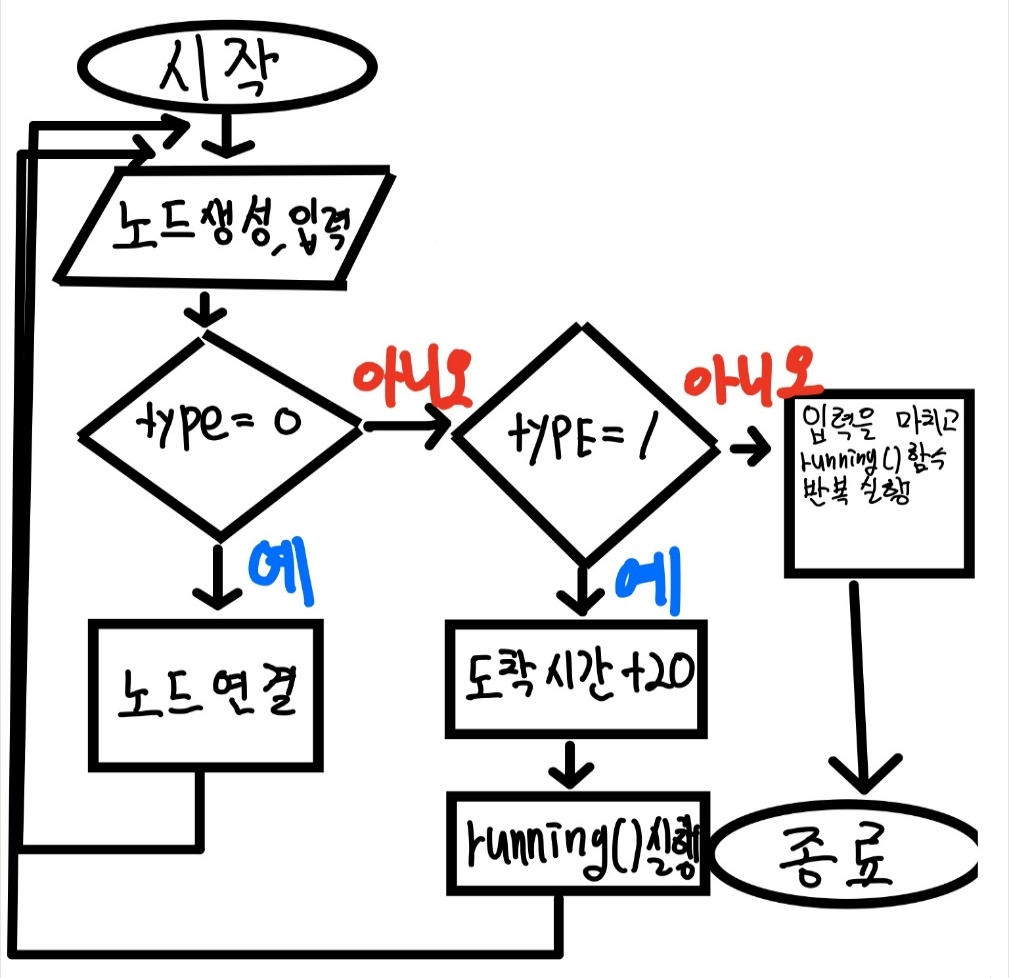 시작
노드생성,입력
type=0
아니오
tyPE=1
아니오
입력을 마치고
running()함수
반복 실행
예
예
노드 연결
도착시간+20
running()실행
종료